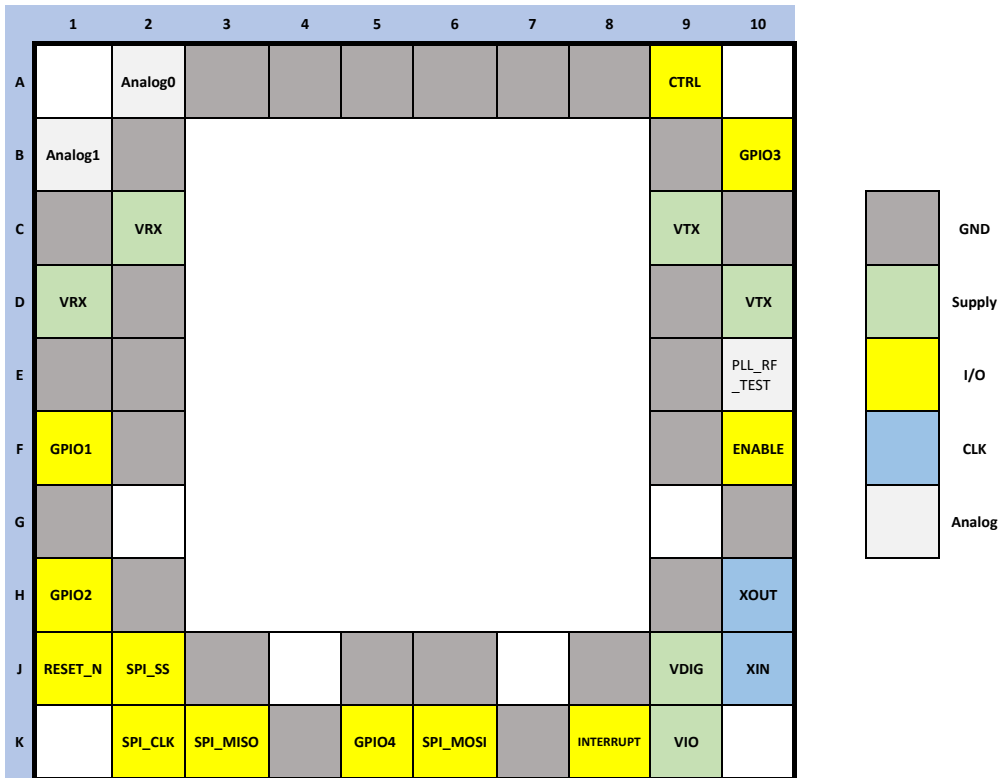 1 2 3 4 5 6 7 8 9 10
A Analog0 CTRL
B Analog1 GPIO3
C VRX VTX GND
D VRX VTX Supply
E PLL_RF
_TEST I/O
F GPIO1 ENABLE CLK
G Analog
H GPIO2 XOUT
J RESET_N SPI_SS VDIG XIN
K SPI_CLK SPI_MISO GPIO4 SPI_MOSI INTERRUPT VIO